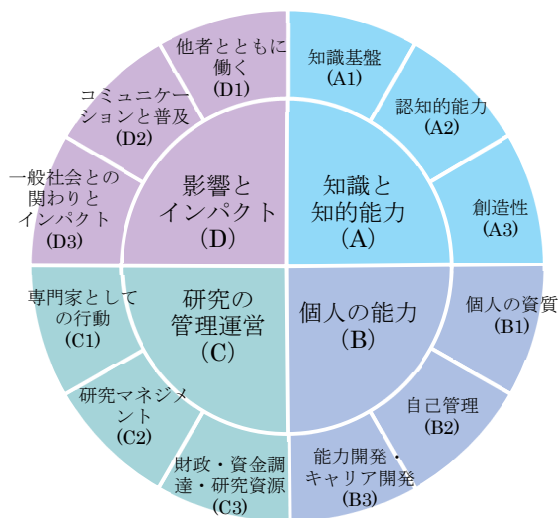 他者とともに
働く
(D1)
知識基盤
(A1)
コミュニケー
ションと普及
(D2)
認知的能力
(A2)
一般社会との
関わりと
インパクト
(D3)
影響と
インパクト
(D)
知識と
知的能力
(A)
創造性
(A3)
専門家として
の行動
(C1)
研究の
管理運営
(C)
個人の能力
(B)
個人の資質
(B1)
研究マネジメ
ント
(C2)
自己管理
(B2)
財政・資金調
達・研究資源
(C3)
能力開発・
キャリア開発
(B3)